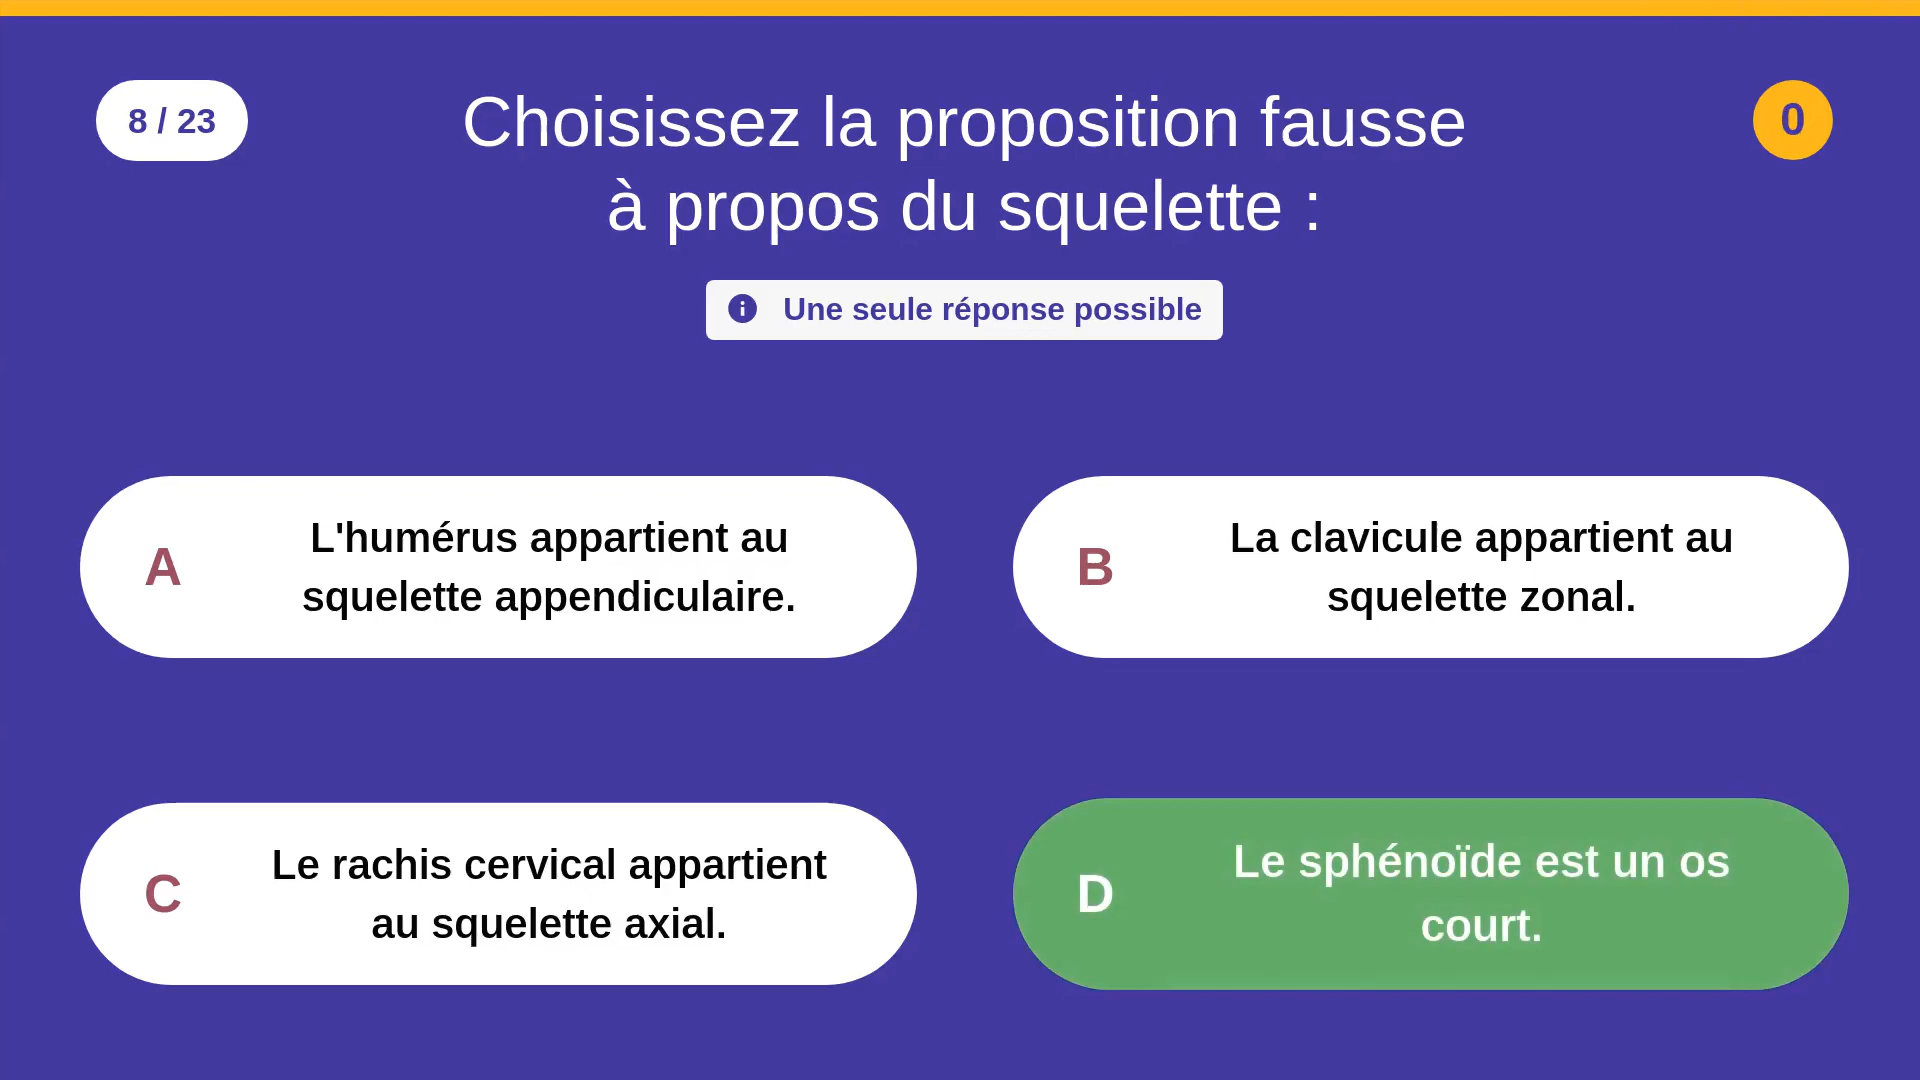 8 / 23
Choisissez la proposition fausse
à propos du squelette :
0
Une seule réponse possible
A
L'humérus appartient au
squelette appendiculaire.
B
La clavicule appartient au
squelette zonal.
C
Le rachis cervical appartient
au squelette axial.
D
Le sphénoïde est un os
court.